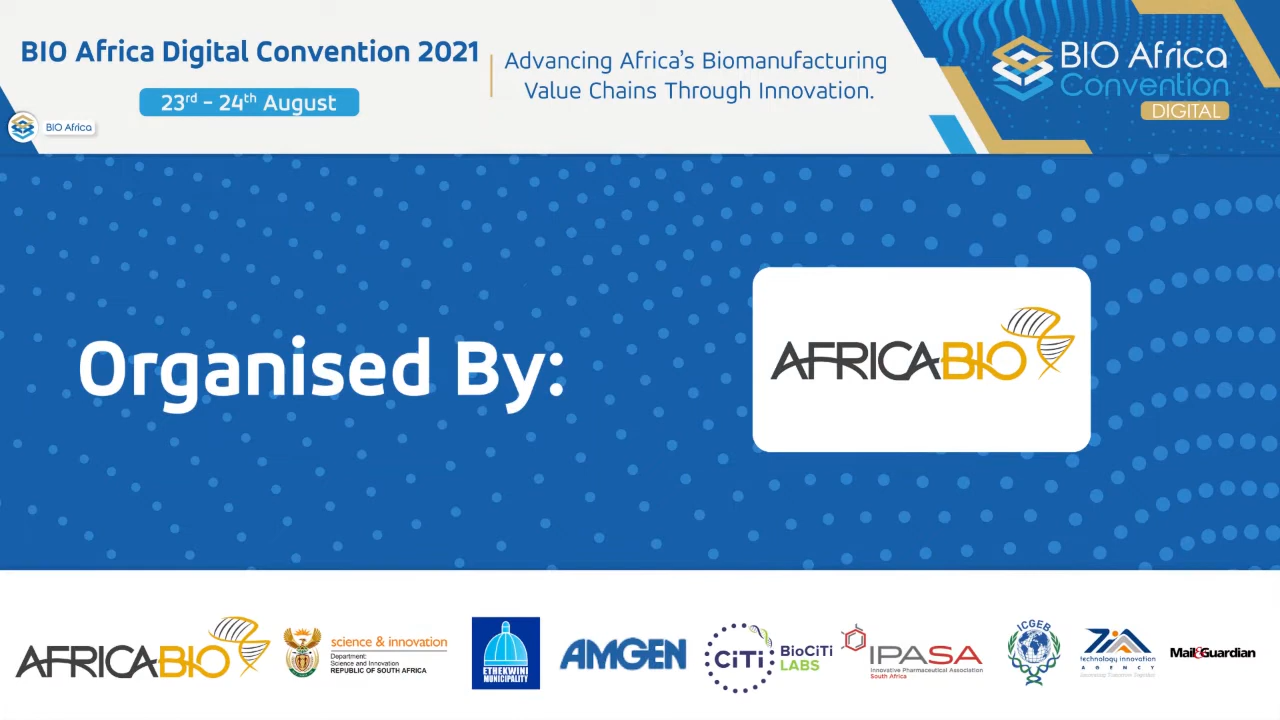 BIO Africa Digital Convention 2021
23rd - 24th August
Advancing Africa's Biomanufacturing
Value Chains Through Innovation.
BIO Africa
Convention
DIGITAL
BIO Africa
Organised By:
AFRICABIO
AFRICABIO
science & innovation
Department:
Science and Innovation
REPUBLIC OF SOUTH AFRICA
ETHEKWINI
MUNICIPALITY
AMGEN
CiTi
BioCiTi
LABS
IPASA
Innovative Pharmaceutical Association
South Africa
ICGEB
TIA
technology innovation
AGENCY
Mail&Guardian